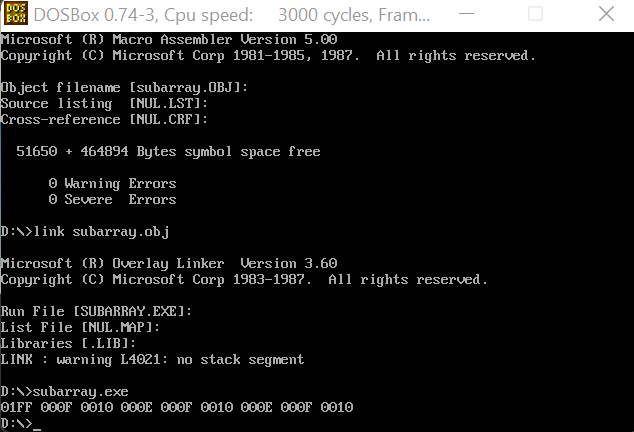 DOS BOX DOSBox 0.74-3, Cpu speed: 3000 cycles, Fram...
Microsoft (R) Macro Assembler Version 5.00
Copyright (C) Microsoft Corp 1981-1985, 1987.  All rights reserved.
Object filename [subarray.OBJ]:
Source listing  [NUL.LST]:
Cross-reference [NUL.CRF]:
51650 + 464894 Bytes symbol space free
0 Warning Errors
0 Severe  Errors
D:\>link subarray.obj
Microsoft (R) Overlay Linker  Version 3.60
Copyright (C) Microsoft Corp 1983-1987.  All rights reserved.
Run File [SUBARRAY.EXE]:
List File [NUL.MAP]:
Libraries [.LIB]:
LINK : warning L4021: no stack segment
D:\>subarray.exe
01FF 000F 0010 000E 000F 0010 000E 000F 0010
D:\>_